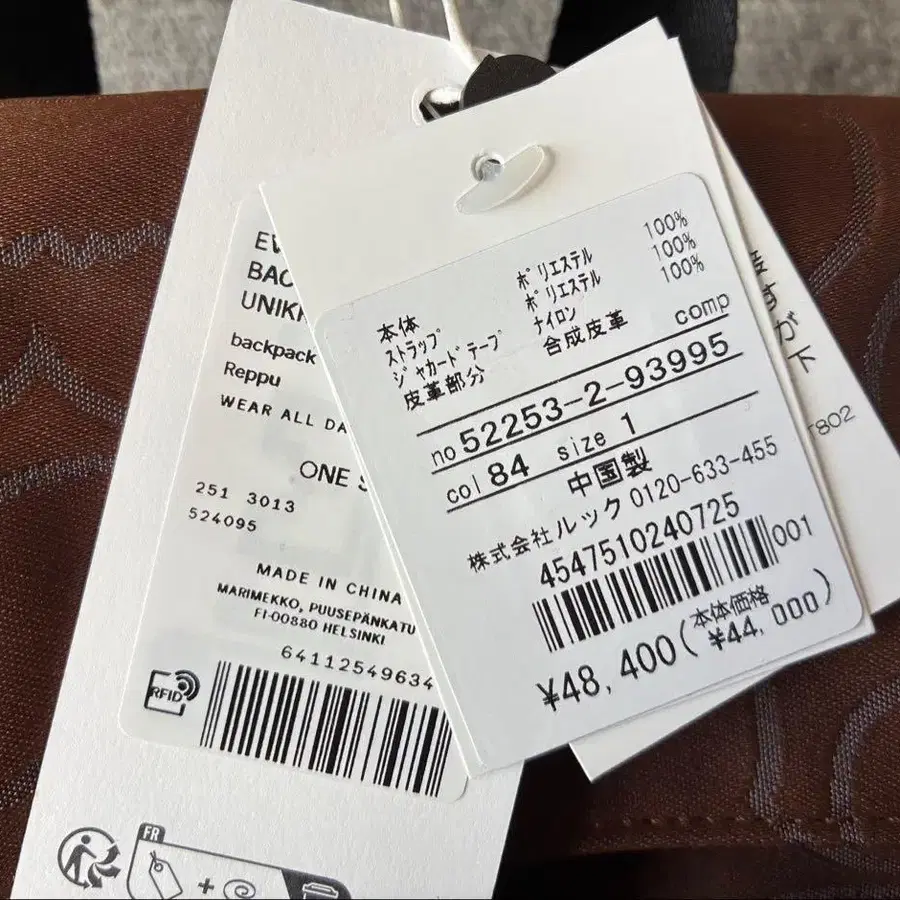 EV
BAC
UNIKK
backpack
Reppu
WEAR ALL DA
ONE S
251 3013
524095
MADE IN CHINA
MARIMEKKO, PUUSEPÄNKATU
FI-00880 HELSINKI
64112549634
RFID
FR
本体 ポリエステル 100%
ストラップ ポリエステル 100%
ジャカードテープ ナイロン 100%
皮革部分 合成皮革 comp
no 52253-2-93995
col 84 size 1
中国製
株式会社ルック 0120-633-455
4547510240725
001
¥48,400(本体価格 ¥44,000)
ますが
下
T802